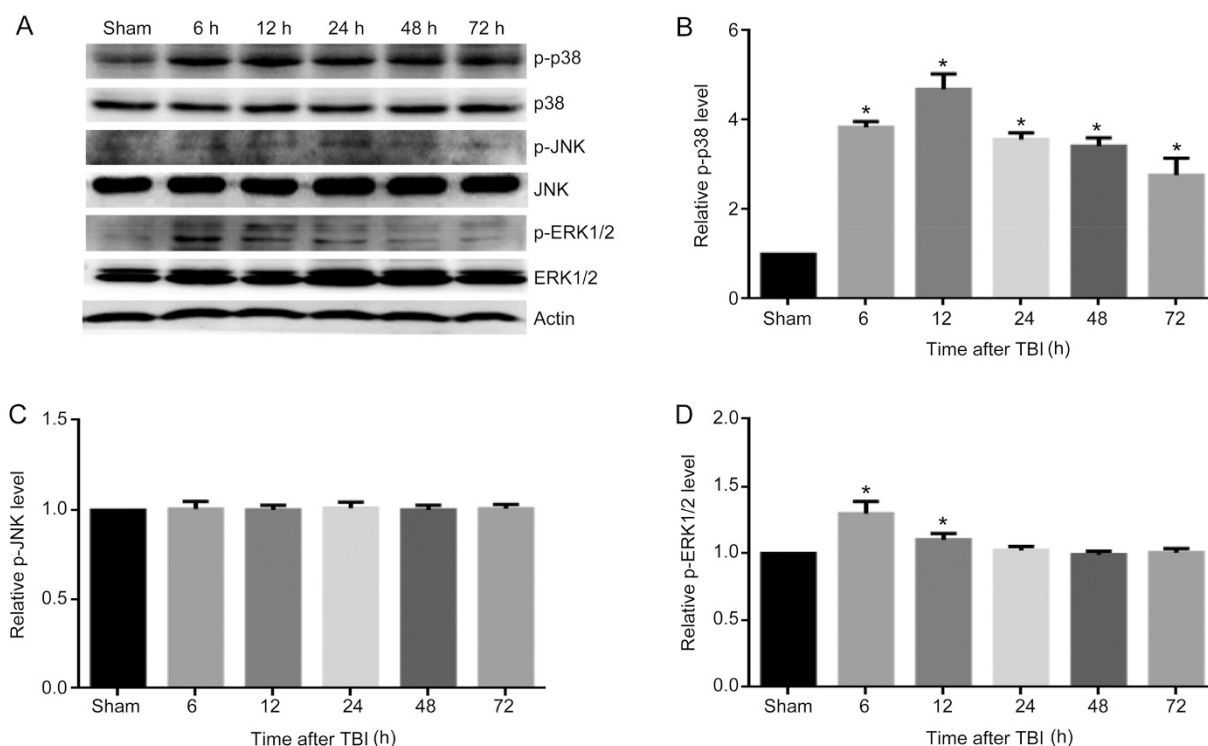 A
Sham 6 h 12 h 24 h 48 h 72 h
p-p38
p38
p-JNK
JNK
p-ERK1/2
ERK1/2
Actin
B
Relative p-p38 level
6
4
2
0
* * * * *
Sham 6 12 24 48 72
Time after TBI (h)
C
Relative p-JNK level
1.5
1.0
0.5
0.0
Sham 6 12 24 48 72
Time after TBI (h)
D
Relative p-ERK1/2 level
2.0
1.5
1.0
0.5
0.0
* *
Sham 6 12 24 48 72
Time after TBI (h)